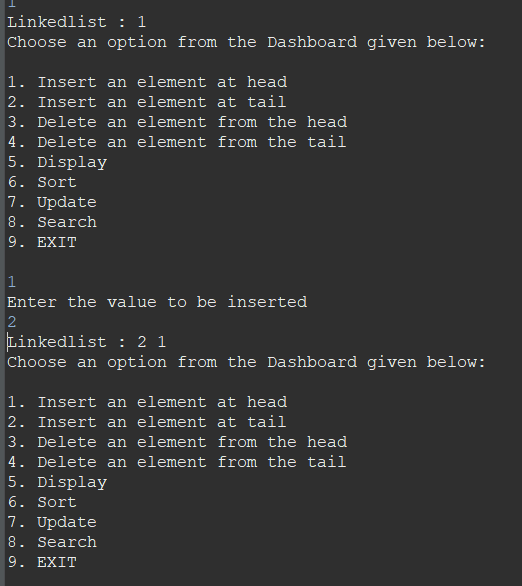 1
Linkedlist : 1
Choose an option from the Dashboard given below:
1. Insert an element at head
2. Insert an element at tail
3. Delete an element from the head
4. Delete an element from the tail
5. Display
6. Sort
7. Update
8. Search
9. EXIT
1
Enter the value to be inserted
2
Linkedlist : 2 1
Choose an option from the Dashboard given below:
1. Insert an element at head
2. Insert an element at tail
3. Delete an element from the head
4. Delete an element from the tail
5. Display
6. Sort
7. Update
8. Search
9. EXIT